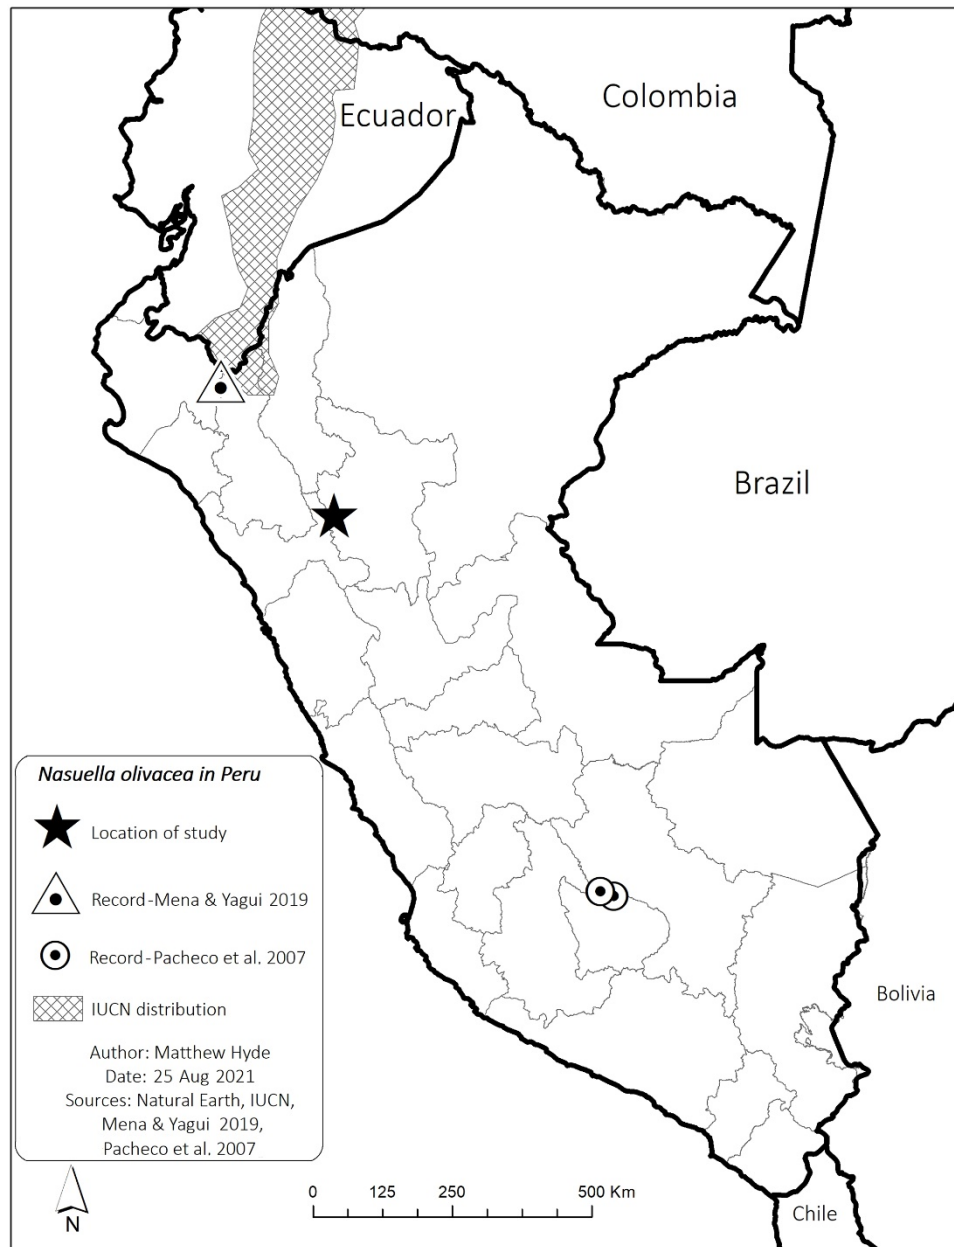 Ecuador
Colombia
Brazil
Nasuella olivacea in Peru
Location of study
Record-Mena & Yagui 2019
Record-Pacheco et al. 2007
IUCN distribution
Author: Matthew Hyde
Date: 25 Aug 2021
Sources: Natural Earth, IUCN,
Mena & Yagui 2019,
Pacheco et al. 2007
Bolivia
N
0 125 250 500 Km
Chile